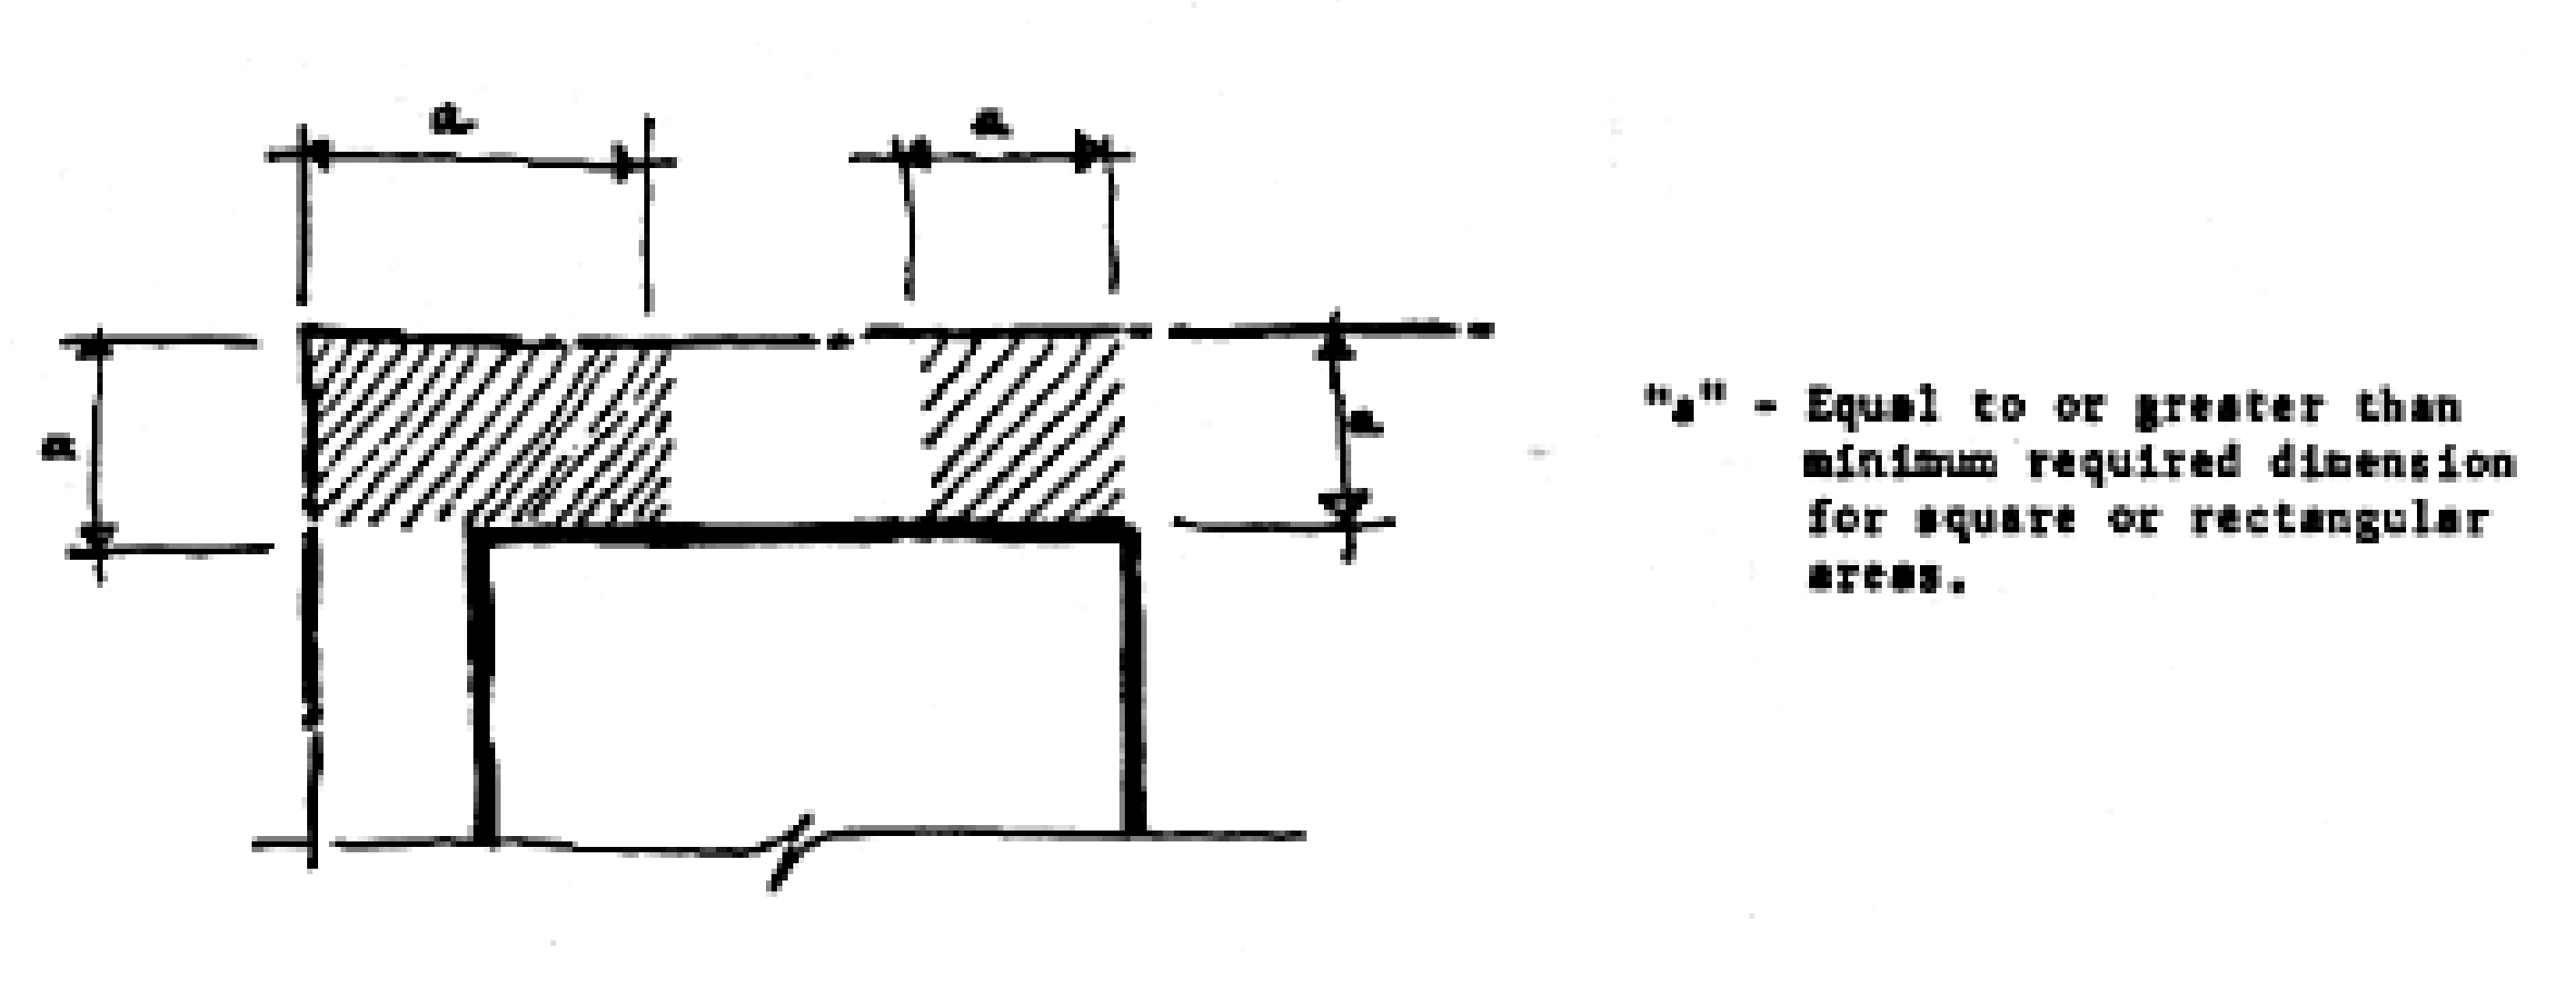 a
a
a
a
"a" - Equal to or greater than
minimum required dimension
for square or rectangular
areas.